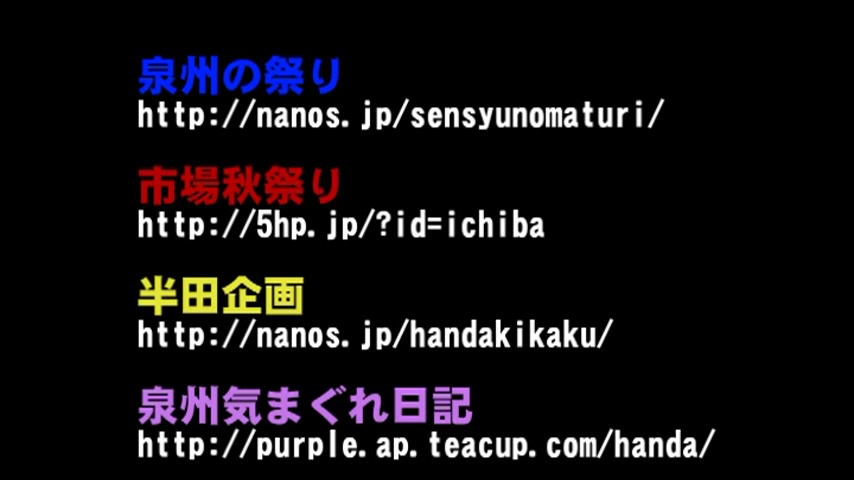 泉州の祭り
http://nanos.jp/sensyunomaturi/
市場秋祭り
http://5hp.jp/?id=ichiba
半田企画
http://nanos.jp/handakikaku/
泉州気まぐれ日記
http://purple.ap.teacup.com/handa/